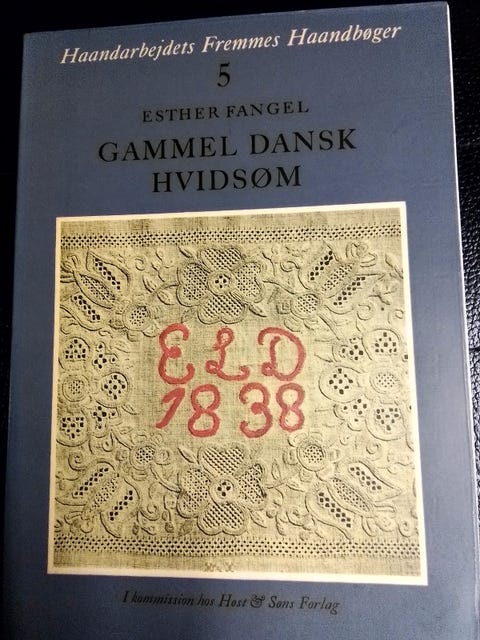 Haandarbejdets Fremmes Haandbøger
5
ESTHER FANGEL
GAMMEL DANSK
HVIDSØM
ELD
1838
I kommission hos Høst & Søns Forlag